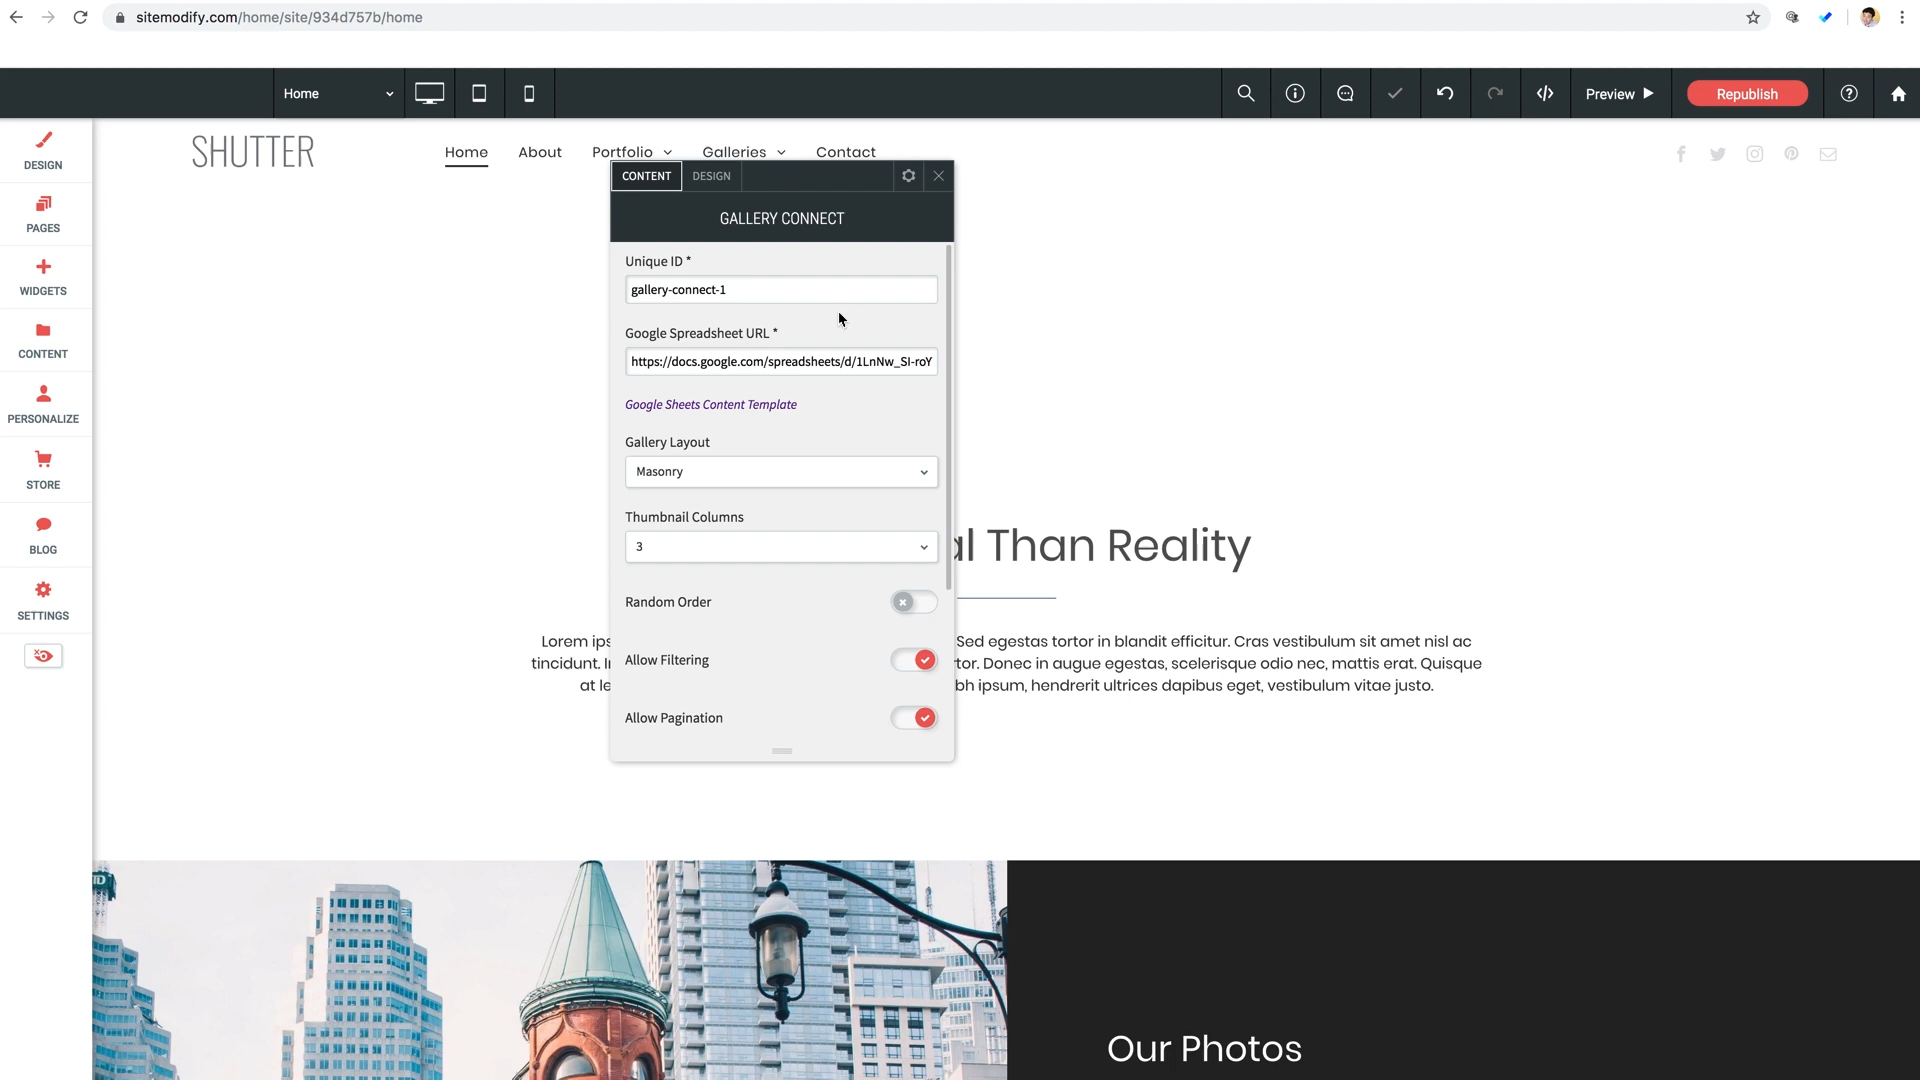 sitemodify.com/home/site/934d757b/home
Home
Preview
Republish
DESIGN
PAGES
WIDGETS
CONTENT
PERSONALIZE
STORE
BLOG
SETTINGS
SHUTTER
Home About Portfolio Galleries Contact
CONTENT DESIGN
GALLERY CONNECT
Unique ID *
gallery-connect-1
Google Spreadsheet URL *
https://docs.google.com/spreadsheets/d/1LnNw_SI-roY
Google Sheets Content Template
Gallery Layout
Masonry
Thumbnail Columns
3
Random Order
Allow Filtering
Allow Pagination
Than Reality
Lorem Sed egestas tortor in blandit efficitur. Cras vestibulum sit amet nisl ac
tincidunt. Donec in augue egestas, scelerisque odio nec, mattis erat. Quisque
at ipsum, hendrerit ultrices dapibus eget, vestibulum vitae justo.
Our Photos